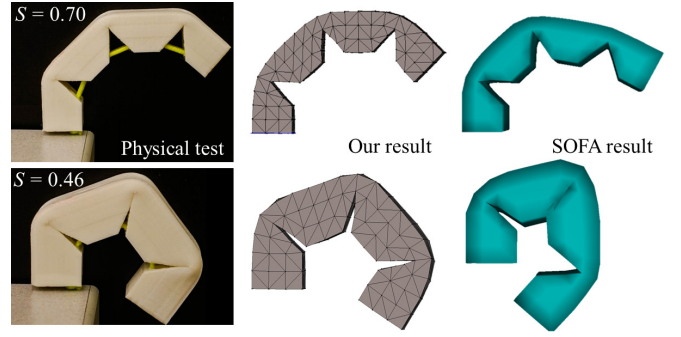 S = 0.70
Physical test
Our result
SOFA result
S = 0.46